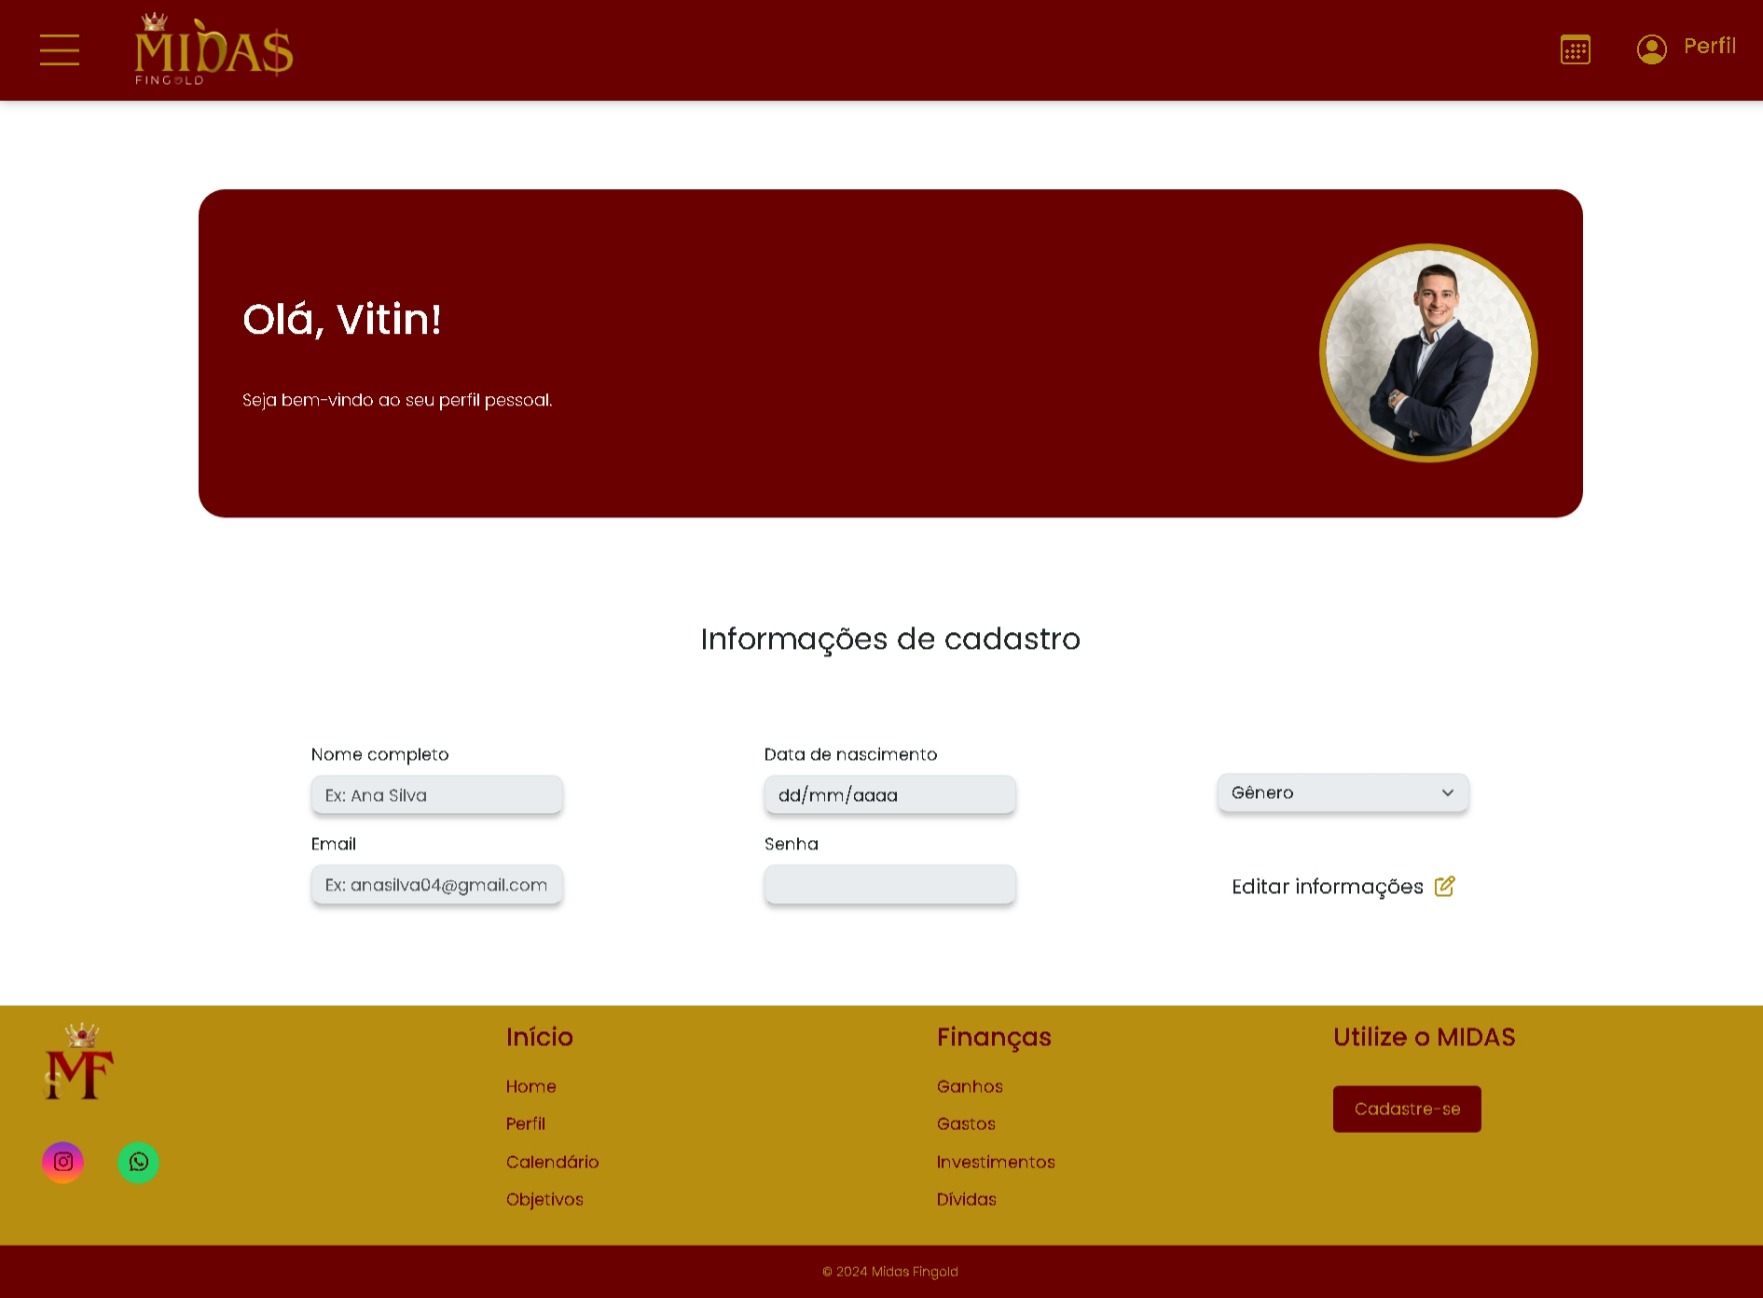 MIDAS
FINGOLD
Perfil
Olá, Vitin!
Seja bem-vindo ao seu perfil pessoal.
Informações de cadastro
Nome completo
Ex: Ana Silva
Data de nascimento
dd/mm/aaaa
Gênero
Email
Ex: anasilva04@gmail.com
Senha
Editar informações
MF
Início
Home
Perfil
Calendário
Objetivos
Finanças
Ganhos
Gastos
Investimentos
Dívidas
Utilize o MIDAS
Cadastre-se
© 2024 Midas Fingold